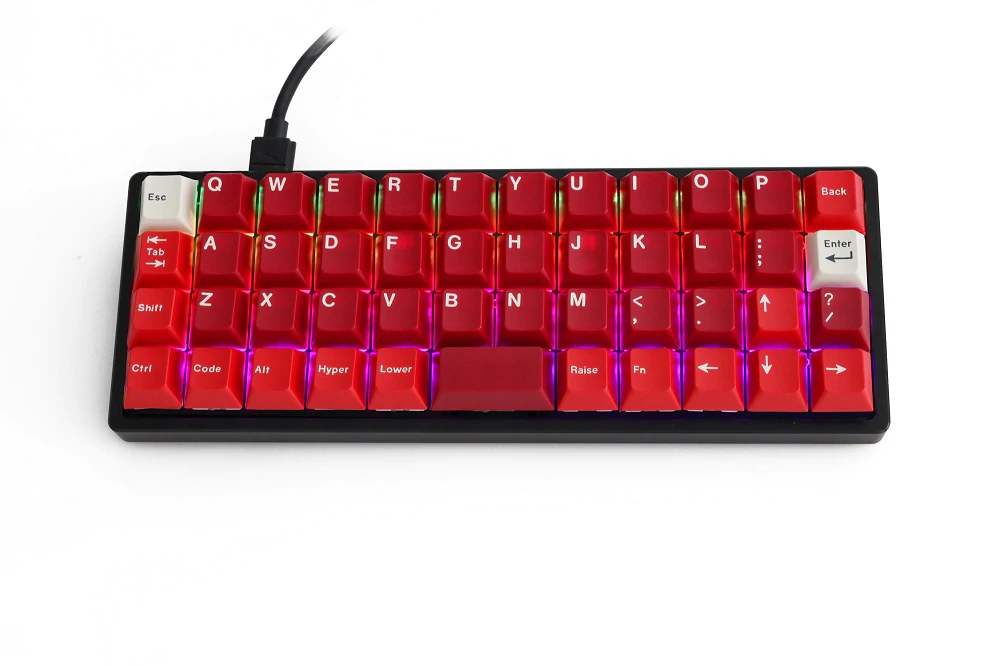 Esc Q W E R T Y U I O P Back
⇤ Tab ⇥ A S D F G H J K L : ; Enter ↵
Shift Z X C V B N M < , > . ↑ ? /
Ctrl Code Alt Hyper Lower Raise Fn ← ↓ →